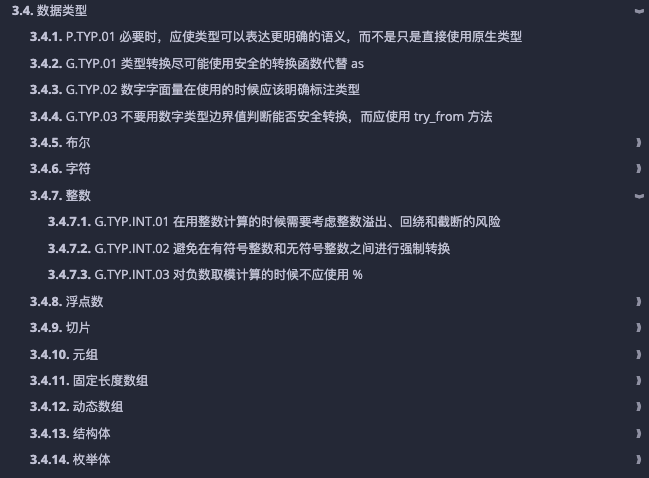 3.4. 数据类型
3.4.1. P.TYP.01 必要时，应使类型可以表达更明确的语义，而不是只是直接使用原生类型
3.4.2. G.TYP.01 类型转换尽可能使用安全的转换函数代替 as
3.4.3. G.TYP.02 数字字面量在使用的时候应该明确标注类型
3.4.4. G.TYP.03 不要用数字类型边界值判断能否安全转换，而应使用 try_from 方法
3.4.5. 布尔
3.4.6. 字符
3.4.7. 整数
3.4.7.1. G.TYP.INT.01 在用整数计算的时候需要考虑整数溢出、回绕和截断的风险
3.4.7.2. G.TYP.INT.02 避免在有符号整数和无符号整数之间进行强制转换
3.4.7.3. G.TYP.INT.03 对负数取模计算的时候不应使用 %
3.4.8. 浮点数
3.4.9. 切片
3.4.10. 元组
3.4.11. 固定长度数组
3.4.12. 动态数组
3.4.13. 结构体
3.4.14. 枚举体